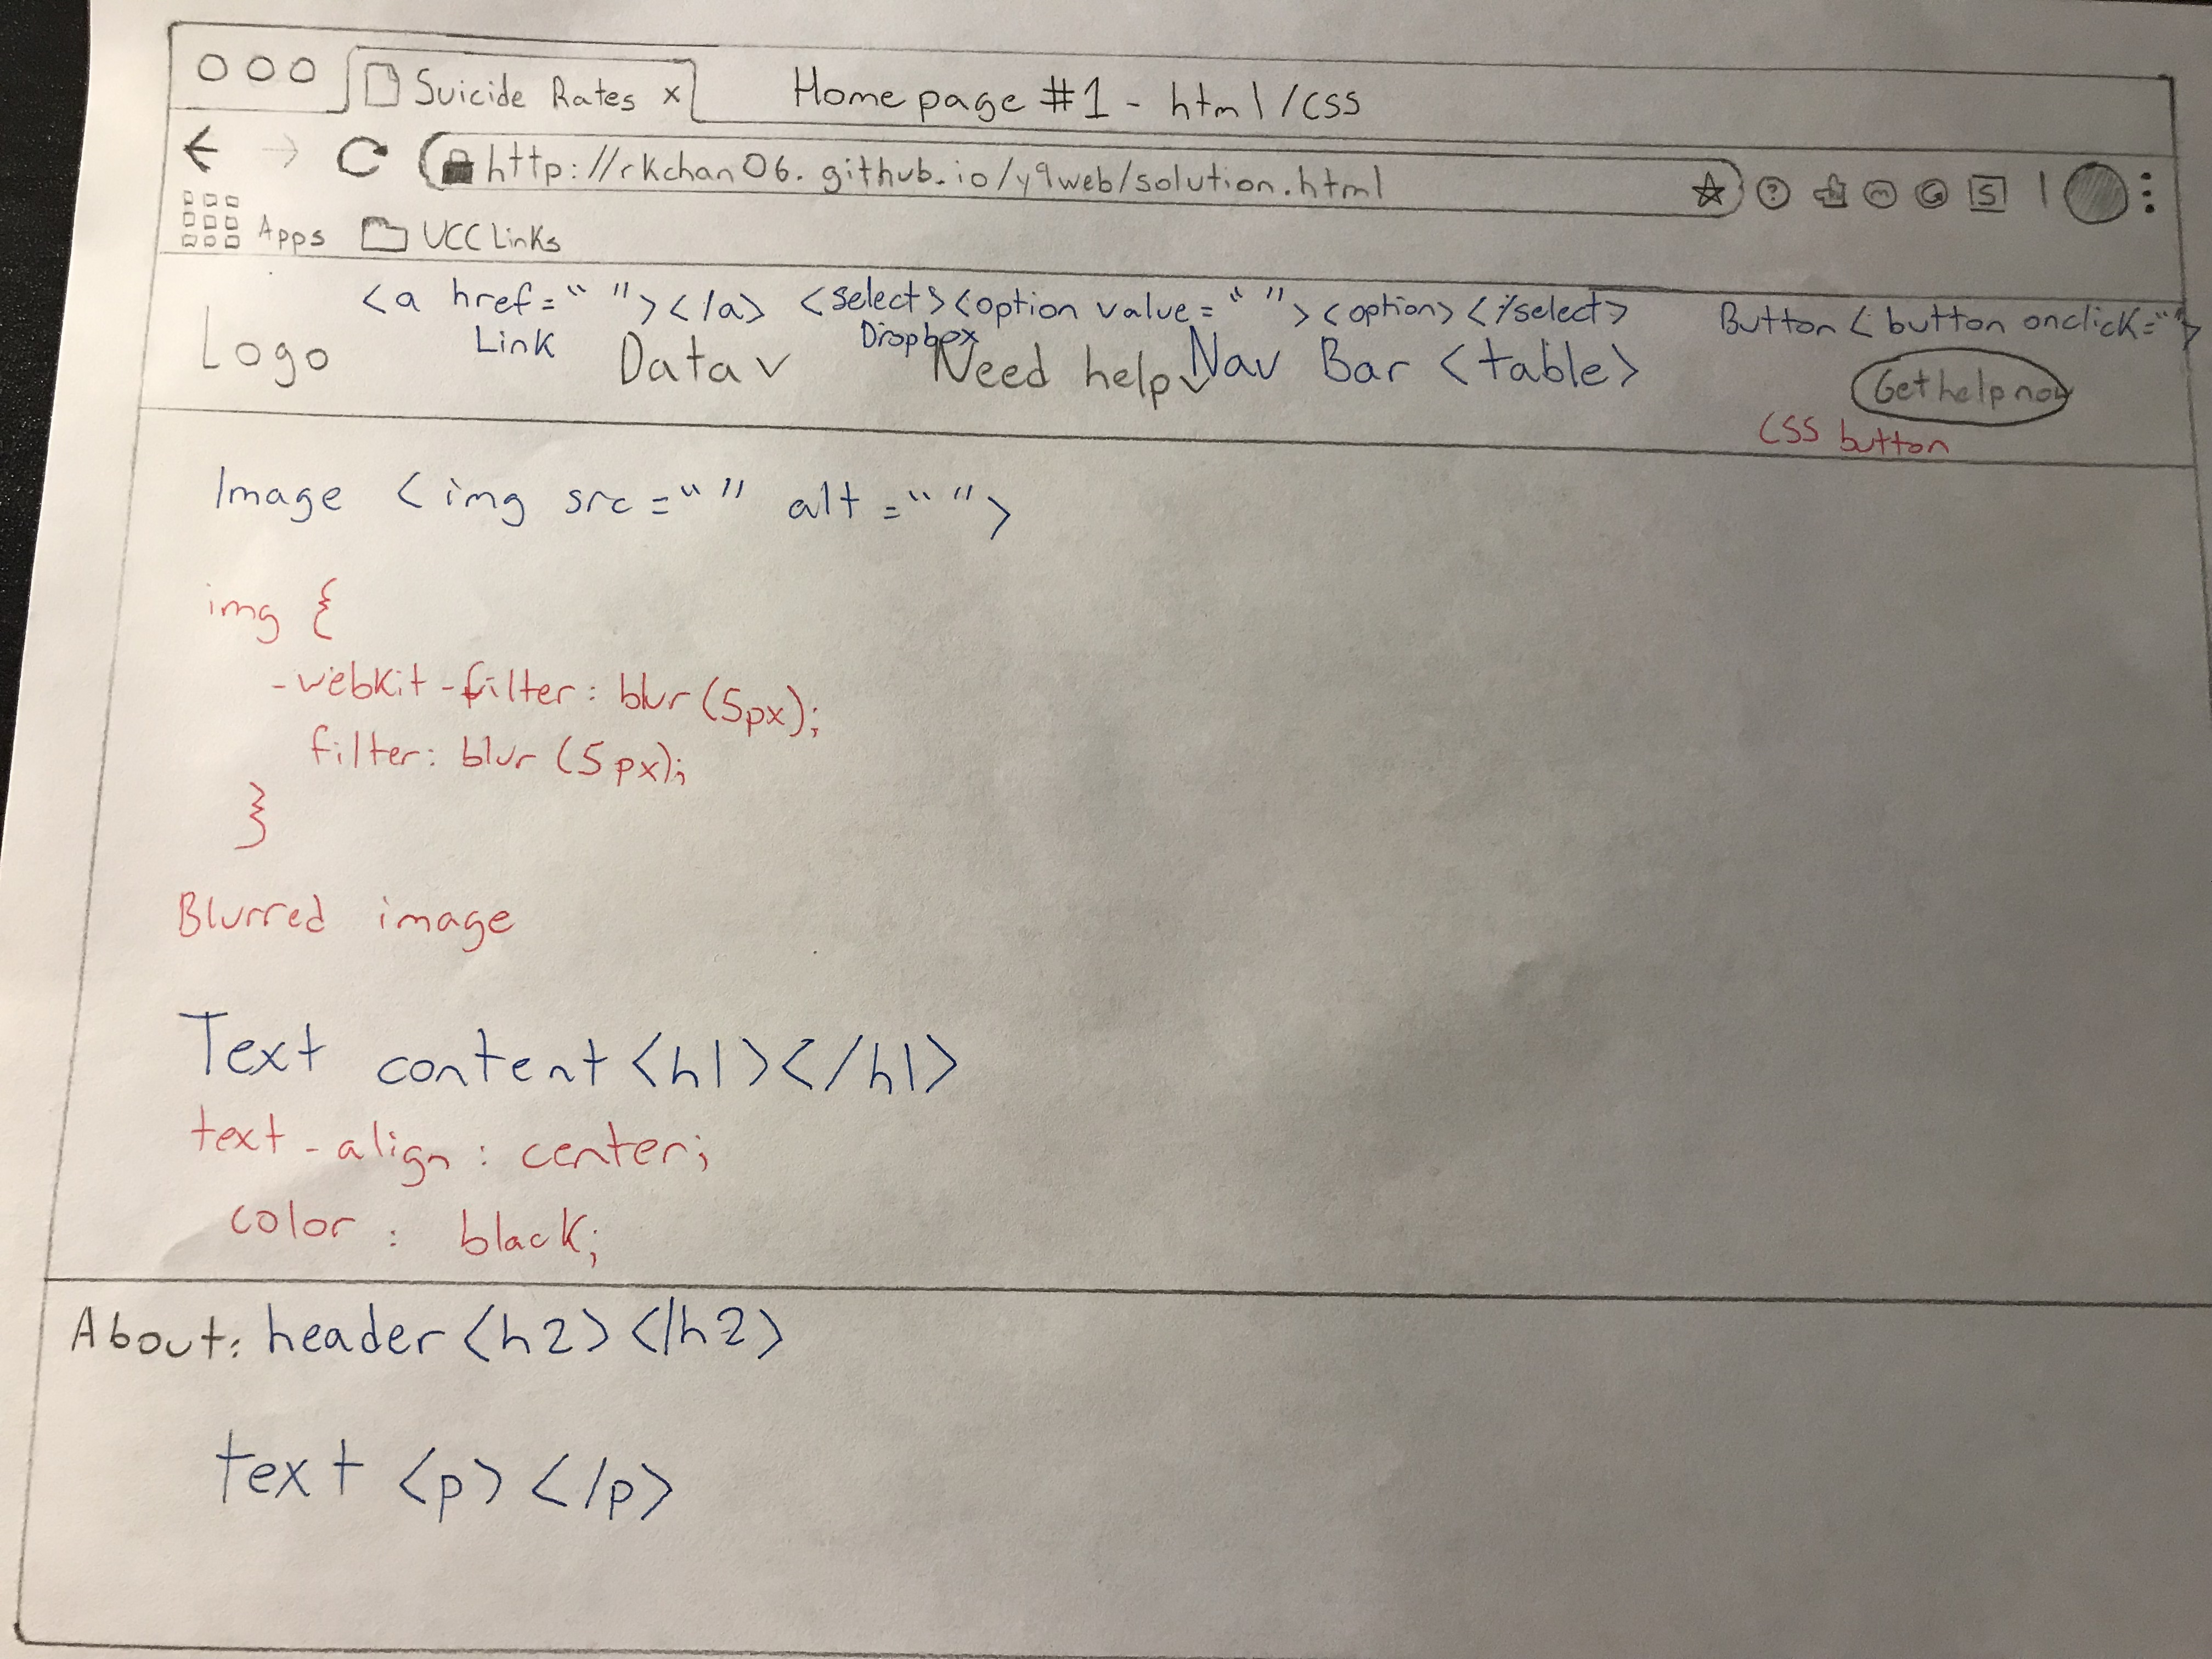 Suicide Rates x Homepage #1 - html/css
http://rkchan06.github.io/y9web/solution.html
Apps VCC Links
<a href=“ ”></a> <select><option value=“ ”><option></select> Button <button onclick=“”>
Link Dropbox
Logo Data v Need help v Nav Bar <table> Get help now
CSS button
Image <img src=“ ” alt=“ ”>
img {
-webkit-filter: blur(5px);
filter: blur(5px);
}
Blurred image
Text content <h1></h1>
text-align: center;
color: black;
About: header <h2></h2>
text <p></p>